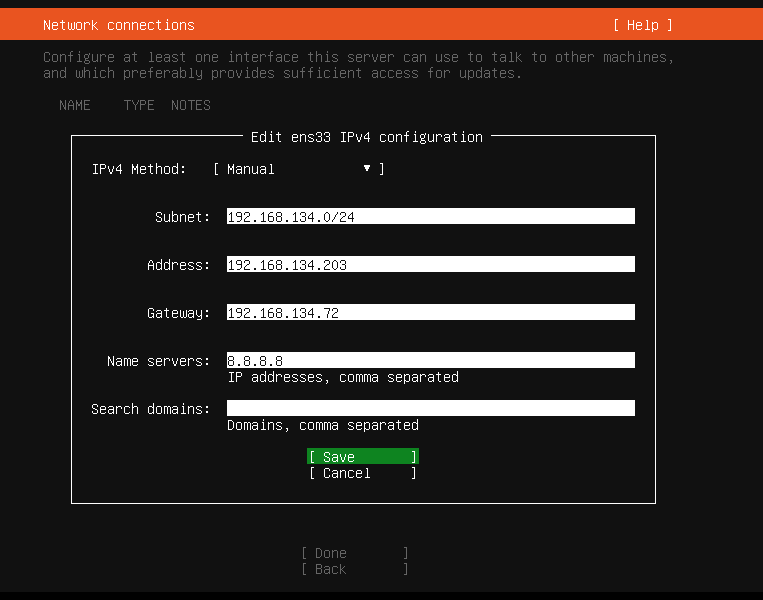 Network connections [ Help ]
Configure at least one interface this server can use to talk to other machines,
and which preferably provides sufficient access for updates.
NAME TYPE NOTES
Edit ens33 IPv4 configuration
IPv4 Method: [ Manual ▾ ]
Subnet: 192.168.134.0/24
Address: 192.168.134.203
Gateway: 192.168.134.72
Name servers: 8.8.8.8
IP addresses, comma separated
Search domains:
Domains, comma separated
[ Save ]
[ Cancel ]
[ Done ]
[ Back ]